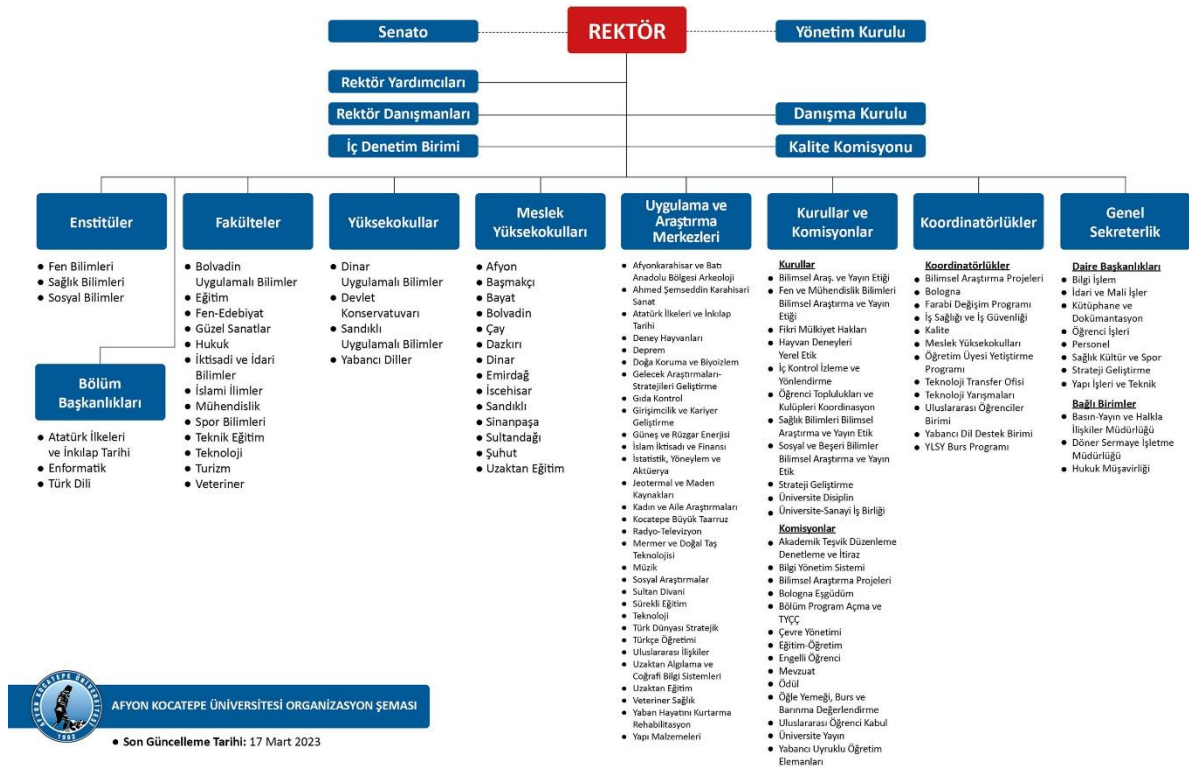 REKTÖR
Senato
Yönetim Kurulu
Rektör Yardımcıları
Rektör Danışmanları
Danışma Kurulu
İç Denetim Birimi
Kalite Komisyonu
Enstitüler
● Fen Bilimleri
● Sağlık Bilimleri
● Sosyal Bilimler
Bölüm
Başkanlıkları
● Atatürk İlkeleri
ve İnkılap Tarihi
● Enformatik
● Türk Dili
Fakülteler
● Bolvadin
Uygulamalı Bilimler
● Eğitim
● Fen-Edebiyat
● Güzel Sanatlar
● Hukuk
● İktisadi ve İdari
Bilimler
● İslami İlimler
● Mühendislik
● Spor Bilimleri
● Teknik Eğitim
● Teknoloji
● Turizm
● Veteriner
Yüksekokullar
● Dinar
Uygulamalı Bilimler
● Devlet
Konservatuvarı
● Sandıklı
Uygulamalı Bilimler
● Yabancı Diller
Meslek
Yüksekokulları
● Afyon
● Başmakçı
● Bayat
● Bolvadin
● Çay
● Dazkırı
● Dinar
● Emirdağ
● İscehisar
● Sandıklı
● Sinanpaşa
● Sultandağı
● Şuhut
● Uzaktan Eğitim
Uygulama ve
Araştırma
Merkezleri
● Afyonkarahisar ve Batı
Anadolu Bölgesi Arkeoloji
● Ahmed Şemseddin Karahisari
Sanat
● Atatürk İlkeleri ve İnkılap
Tarihi
● Deney Hayvanları
● Deprem
● Doğa Koruma ve Biyoizlem
● Gelecek Araştırmaları-
Stratejileri Geliştirme
● Gıda Kontrol
● Girişimcilik ve Kariyer
Geliştirme
● Güneş ve Rüzgar Enerjisi
● İslam İktisadı ve Finansı
● İstatistik, Yöneylem ve
Aktüerya
● Jeotermal ve Maden
Kaynakları
● Kadın ve Aile Araştırmaları
● Kocatepe Büyük Taarruz
● Radyo-Televizyon
● Mermer ve Doğal Taş
Teknolojisi
● Müzik
● Sosyal Araştırmalar
● Sultan Divani
● Sürekli Eğitim
● Teknoloji
● Türk Dünyası Stratejik
● Türkçe Öğretimi
● Uluslararası İlişkiler
● Uzaktan Algılama ve
Coğrafi Bilgi Sistemleri
● Uzaktan Eğitim
● Veteriner Sağlık
● Yaban Hayatını Kurtarma
Rehabilitasyon
● Yapı Malzemeleri
Kurullar ve
Komisyonlar
Kurullar
● Bilimsel Araş. ve Yayın Etiği
● Fen ve Mühendislik Bilimleri
Bilimsel Araştırma ve Yayın
Etiği
● Fikri Mülkiyet Hakları
● Hayvan Deneyleri
Yerel Etik
● İç Kontrol İzleme ve
Yönlendirme
● Öğrenci Toplulukları ve
Kulüpleri Koordinasyon
● Sağlık Bilimleri Bilimsel
Araştırma ve Yayın Etik
● Sosyal ve Beşeri Bilimler
Bilimsel Araştırma ve Yayın
Etik
● Strateji Geliştirme
● Üniversite Disiplin
● Üniversite-Sanayi İş Birliği
Komisyonlar
● Akademik Teşvik Düzenleme
Denetleme ve İtiraz
● Bilgi Yönetim Sistemi
● Bilimsel Araştırma Projeleri
● Bologna Eşgüdüm
● Bölüm Program Açma ve
TYÇÇ
● Çevre Yönetimi
● Eğitim-Öğretim
● Engelli Öğrenci
● Mevzuat
● Ödül
● Öğle Yemeği, Burs ve
Barınma Değerlendirme
● Uluslararası Öğrenci Kabul
● Üniversite Yayın
● Yabancı Uyruklu Öğretim
Elemanları
Koordinatörlükler
Koordinatörlükler
● Bilimsel Araştırma Projeleri
● Bologna
● Farabi Değişim Programı
● İş Sağlığı ve İş Güvenliği
● Kalite
● Meslek Yüksekokulları
● Öğretim Üyesi Yetiştirme
Programı
● Teknoloji Transfer Ofisi
● Teknoloji Yarışmaları
● Uluslararası Öğrenciler
Birimi
● Yabancı Dil Destek Birimi
● YLSY Burs Programı
Genel
Sekreterlik
Daire Başkanlıkları
● Bilgi İşlem
● İdari ve Mali İşler
● Kütüphane ve
Dokümantasyon
● Öğrenci İşleri
● Personel
● Sağlık Kültür ve Spor
● Strateji Geliştirme
● Yapı İşleri ve Teknik
Bağlı Birimler
● Basın-Yayın ve Halkla
İlişkiler Müdürlüğü
● Döner Sermaye İşletme
Müdürlüğü
● Hukuk Müşavirliği
AFYON KOCATEPE ÜNİVERSİTESİ
1992
AFYON KOCATEPE ÜNİVERSİTESİ ORGANİZASYON ŞEMASI
● Son Güncelleme Tarihi: 17 Mart 2023